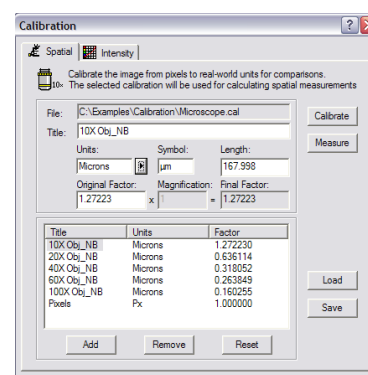 Calibration
?
Spatial
Intensity
10x
Calibrate the image from pixels to real-world units for comparisons.
The selected calibration will be used for calculating spatial measurements
File: C:\Examples\Calibration\Microscope.cal
Calibrate
Title: 10X Obj_NB
Measure
Units: Symbol: Length:
Microns µm 167.998
Original Factor: Magnification: Final Factor:
1.27223 x 1 = 1.27223
Title Units Factor
10X Obj_NB Microns 1.272230
20X Obj_NB Microns 0.636114
40X Obj_NB Microns 0.318052
60X Obj_NB Microns 0.263849
100X Obj_NB Microns 0.160255
Pixels Px 1.000000
Load
Save
Add Remove Reset